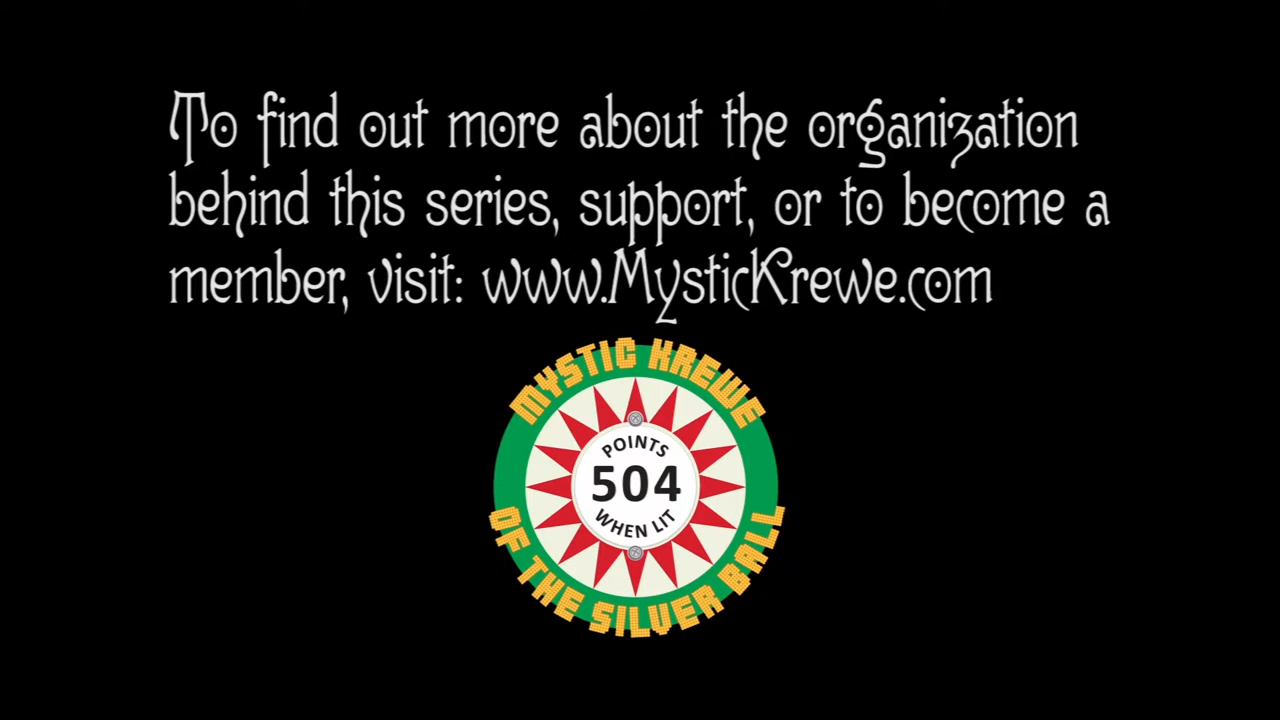 To find out more about the organization
behind this series, support, or to become a
member, visit: www.MysticKrewe.com
MYSTIC KREWE
POINTS
504
WHEN LIT
OF THE SILVER BALL